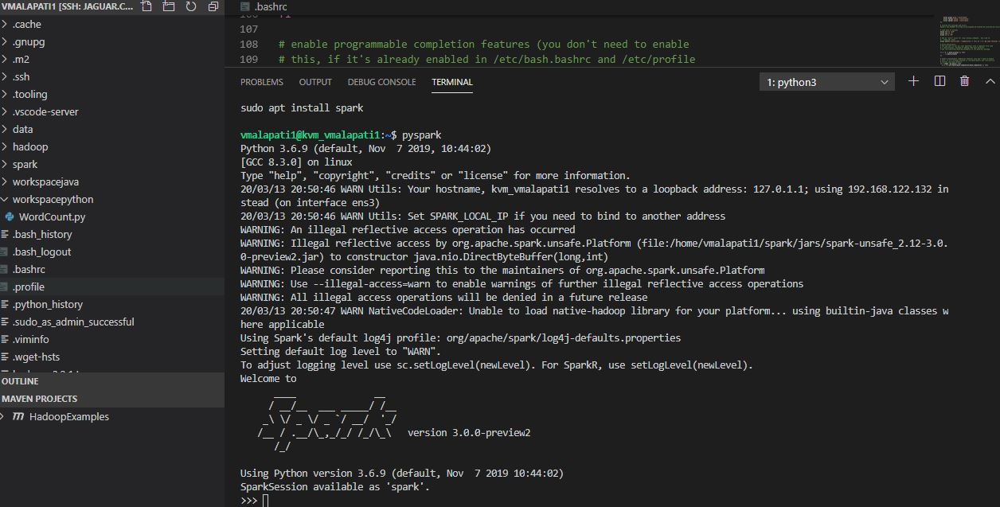 VMALAPATI1 [SSH: JAGUAR.C...
.cache
.gnupg
.m2
.ssh
.tooling
.vscode-server
data
hadoop
spark
workspacejava
workspacepython
WordCount.py
.bash_history
.bash_logout
.bashrc
.profile
.python_history
.sudo_as_admin_successful
.viminfo
.wget-hsts
OUTLINE
MAVEN PROJECTS
HadoopExamples
.bashrc
106 fi
107
108 # enable programmable completion features (you don't need to enable
109 # this, if it's already enabled in /etc/bash.bashrc and /etc/profile
PROBLEMS OUTPUT DEBUG CONSOLE TERMINAL 1: python3
sudo apt install spark
vmalapati1@kvm_vmalapati1:~$ pyspark
Python 3.6.9 (default, Nov  7 2019, 10:44:02)
[GCC 8.3.0] on linux
Type "help", "copyright", "credits" or "license" for more information.
20/03/13 20:50:46 WARN Utils: Your hostname, kvm_vmalapati1 resolves to a loopback address: 127.0.1.1; using 192.168.122.132 in
stead (on interface ens3)
20/03/13 20:50:46 WARN Utils: Set SPARK_LOCAL_IP if you need to bind to another address
WARNING: An illegal reflective access operation has occurred
WARNING: Illegal reflective access by org.apache.spark.unsafe.Platform (file:/home/vmalapati1/spark/jars/spark-unsafe_2.12-3.0.
0-preview2.jar) to constructor java.nio.DirectByteBuffer(long,int)
WARNING: Please consider reporting this to the maintainers of org.apache.spark.unsafe.Platform
WARNING: Use --illegal-access=warn to enable warnings of further illegal reflective access operations
WARNING: All illegal access operations will be denied in a future release
20/03/13 20:50:47 WARN NativeCodeLoader: Unable to load native-hadoop library for your platform... using builtin-java classes w
here applicable
Using Spark's default log4j profile: org/apache/spark/log4j-defaults.properties
Setting default log level to "WARN".
To adjust logging level use sc.setLogLevel(newLevel). For SparkR, use setLogLevel(newLevel).
Welcome to
      ____              __
     / __/__  ___ _____/ /__
    _\ \/ _ \/ _ `/ __/  '_/
   /__ / .__/\_,_/_/ /_/\_\   version 3.0.0-preview2
      /_/
Using Python version 3.6.9 (default, Nov  7 2019 10:44:02)
SparkSession available as 'spark'.
>>>